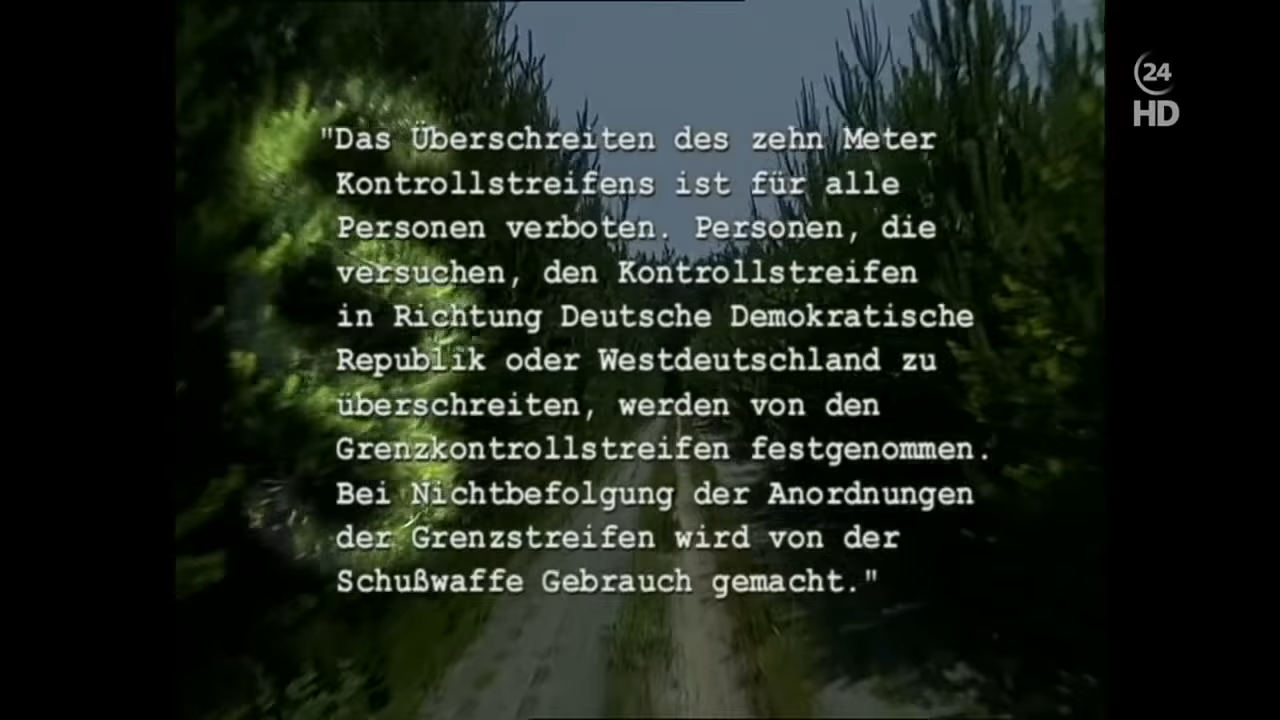 "Das Überschreiten des zehn Meter
Kontrollstreifens ist für alle
Personen verboten. Personen, die
versuchen, den Kontrollstreifen
in Richtung Deutsche Demokratische
Republik oder Westdeutschland zu
überschreiten, werden von den
Grenzkontrollstreifen festgenommen.
Bei Nichtbefolgung der Anordnungen
der Grenzstreifen wird von der
Schußwaffe Gebrauch gemacht."
24
HD